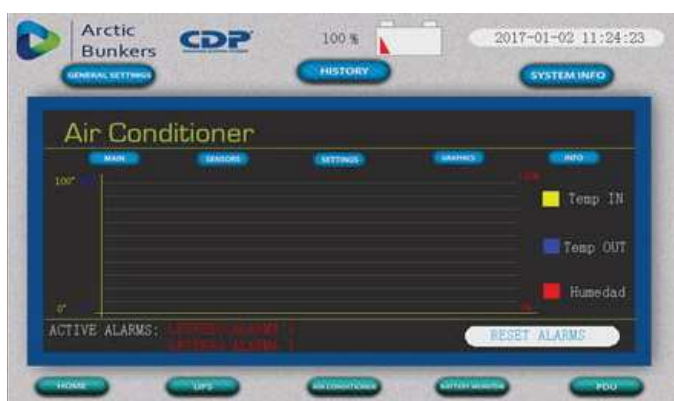 Arctic
Bunkers
CDP
100 %
2017-01-02 11:24:23
GENERAL SETTINGS
HISTORY
SYSTEM INFO
Air Conditioner
MAIN
SENSORS
SETTINGS
GRAPHICS
INFO
100°
Temp IN
Temp OUT
Humedad
0°
ACTIVE ALARMS:
RESET ALARMS
HOME
UPS
AIR CONDITIONER
BATTERY MONITOR
PDU